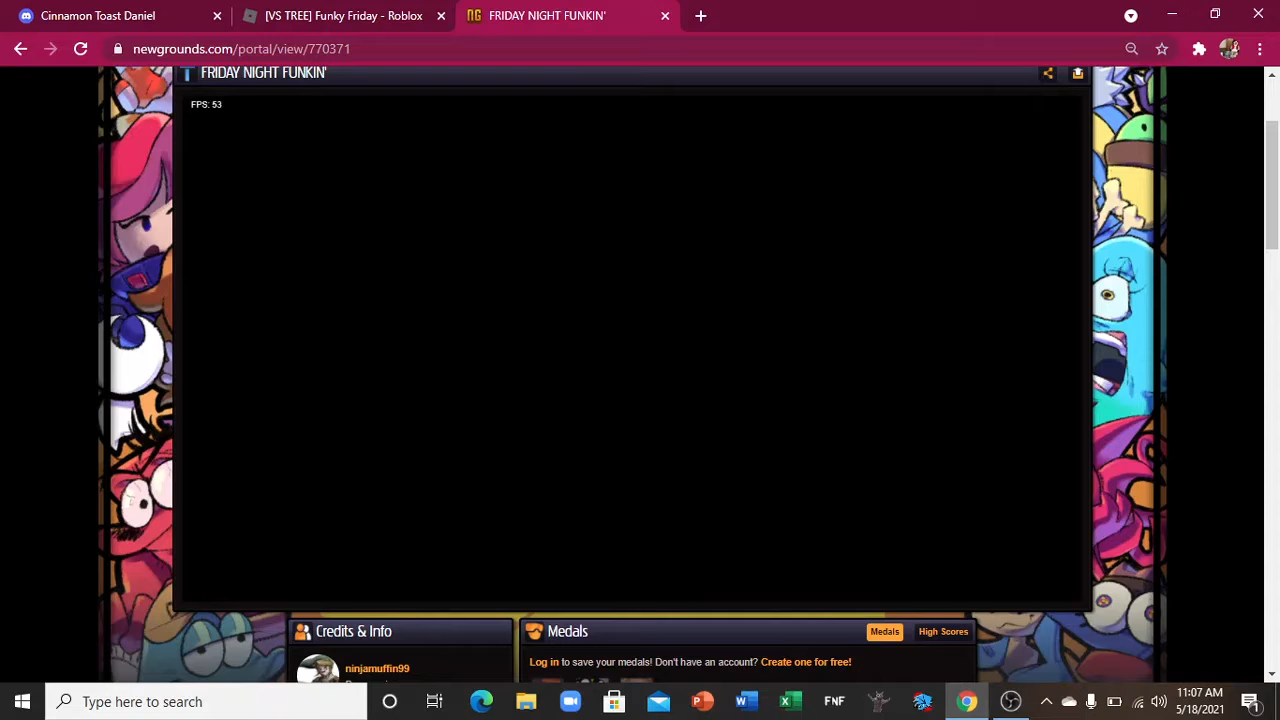 Cinnamon Toast Daniel
[VS TREE] Funky Friday - Roblox
FRIDAY NIGHT FUNKIN'
newgrounds.com/portal/view/770371
FRIDAY NIGHT FUNKIN'
FPS: 53
Credits & Info
Medals
Medals
High Scores
ninjamuffin99
Log in to save your medals! Don't have an account? Create one for free!
Type here to search
FNF
11:07 AM
5/18/2021